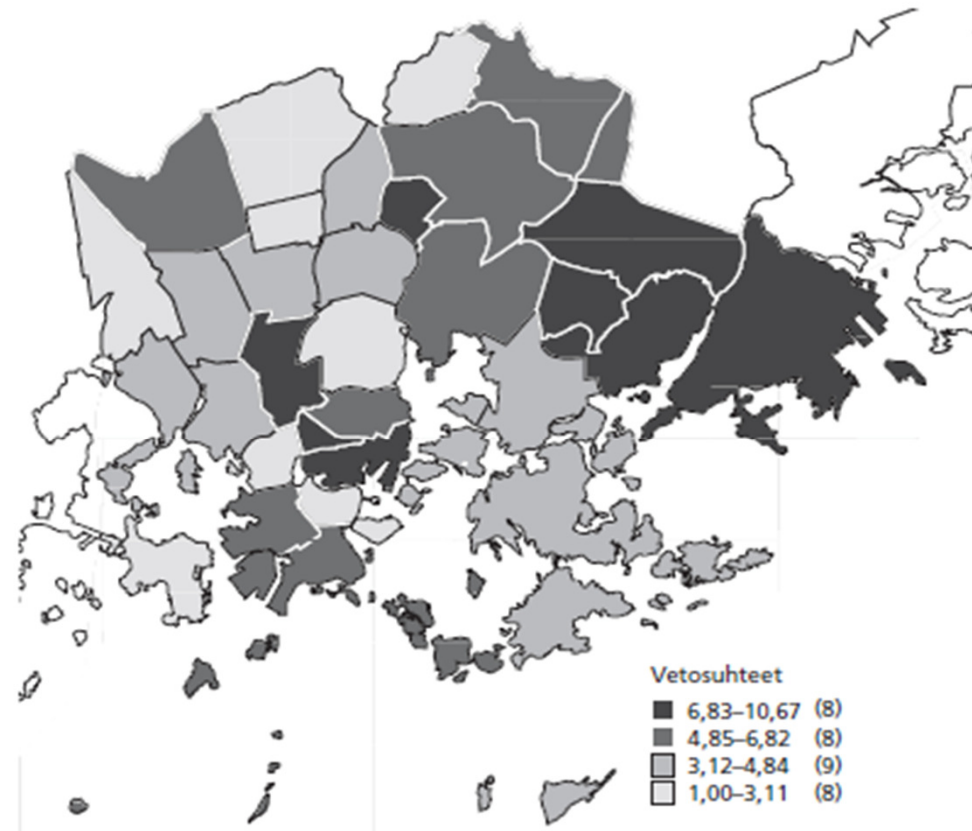 Vetosuhteet
6,83–10,67 (8)
4,85–6,82 (8)
3,12–4,84 (9)
1,00–3,11 (8)